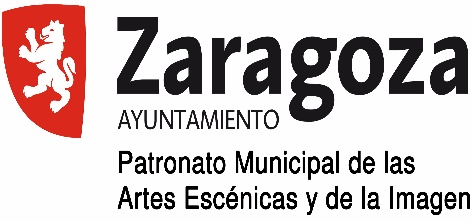 Zaragoza
AYUNTAMIENTO
Patronato Municipal de las
Artes Escénicas y de la Imagen